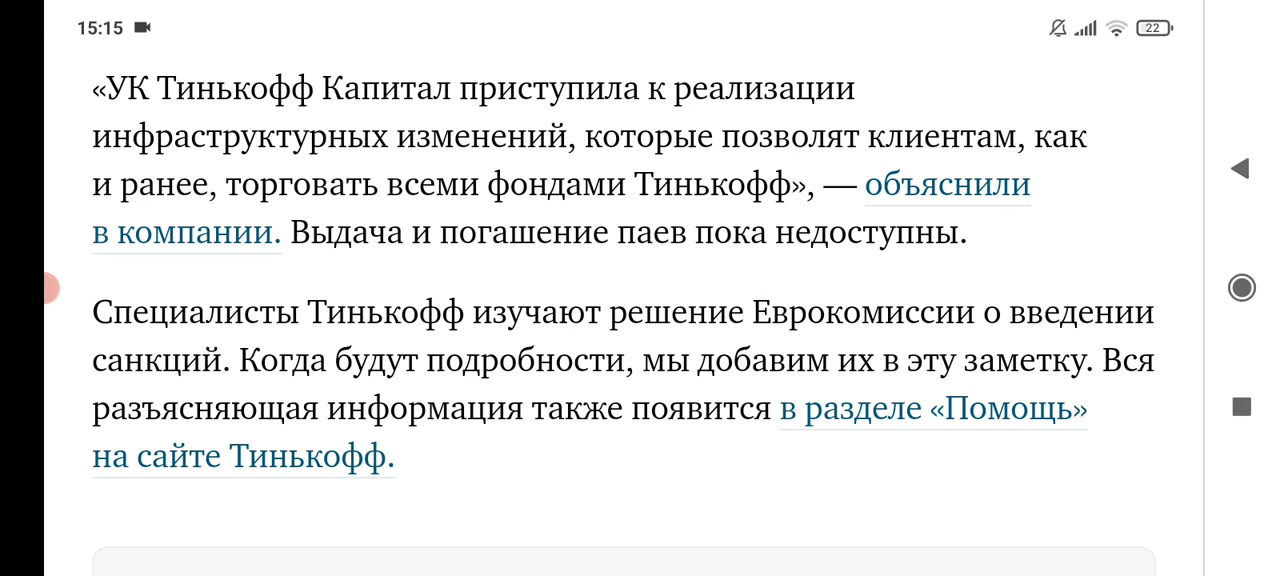 15:15
22
«УК Тинькофф Капитал приступила к реализации
инфраструктурных изменений, которые позволят клиентам, как
и ранее, торговать всеми фондами Тинькофф», — объяснили
в компании. Выдача и погашение паев пока недоступны.
Специалисты Тинькофф изучают решение Еврокомиссии о введении
санкций. Когда будут подробности, мы добавим их в эту заметку. Вся
разъясняющая информация также появится в разделе «Помощь»
на сайте Тинькофф.